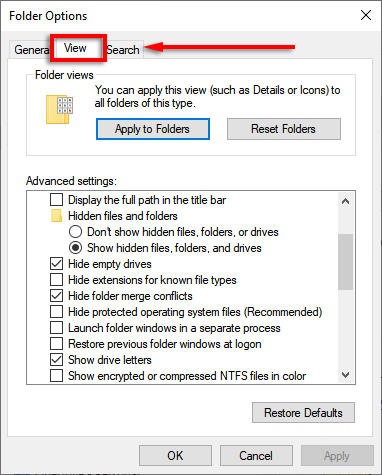 Folder Options
General View Search
Folder views
You can apply this view (such as Details or Icons) to
all folders of this type.
Apply to Folders Reset Folders
Advanced settings:
Display the full path in the title bar
Hidden files and folders
Don't show hidden files, folders, or drives
Show hidden files, folders, and drives
Hide empty drives
Hide extensions for known file types
Hide folder merge conflicts
Hide protected operating system files (Recommended)
Launch folder windows in a separate process
Restore previous folder windows at logon
Show drive letters
Show encrypted or compressed NTFS files in color
Restore Defaults
OK Cancel Apply